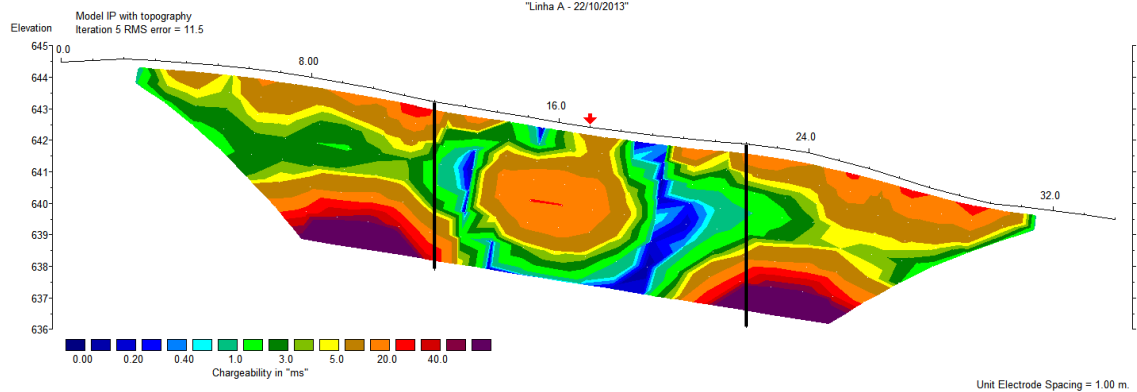 "Linha A - 22/10/2013"
Model IP with topography
Iteration 5 RMS error = 11.5
Elevation
645
644
643
642
641
640
639
638
637
636
0.0
8.00
16.0
24.0
32.0
0.00 0.20 0.40 1.0 3.0 5.0 20.0 40.0
Chargeability in "ms"
Unit Electrode Spacing = 1.00 m.